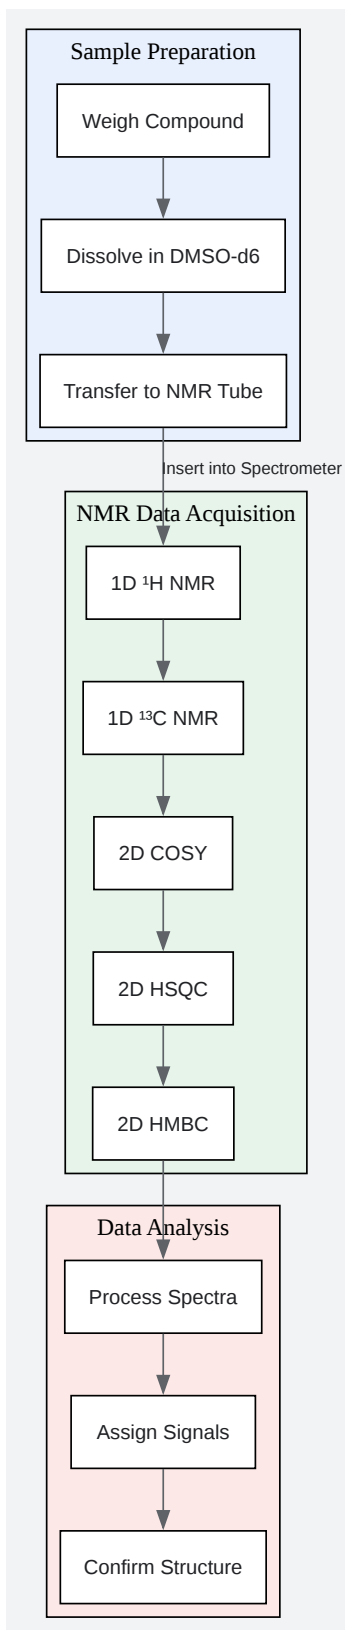 Sample Preparation
Weigh Compound
Dissolve in DMSO-d6
Transfer to NMR Tube
Insert into Spectrometer
NMR Data Acquisition
1D ¹H NMR
1D ¹³C NMR
2D COSY
2D HSQC
2D HMBC
Data Analysis
Process Spectra
Assign Signals
Confirm Structure